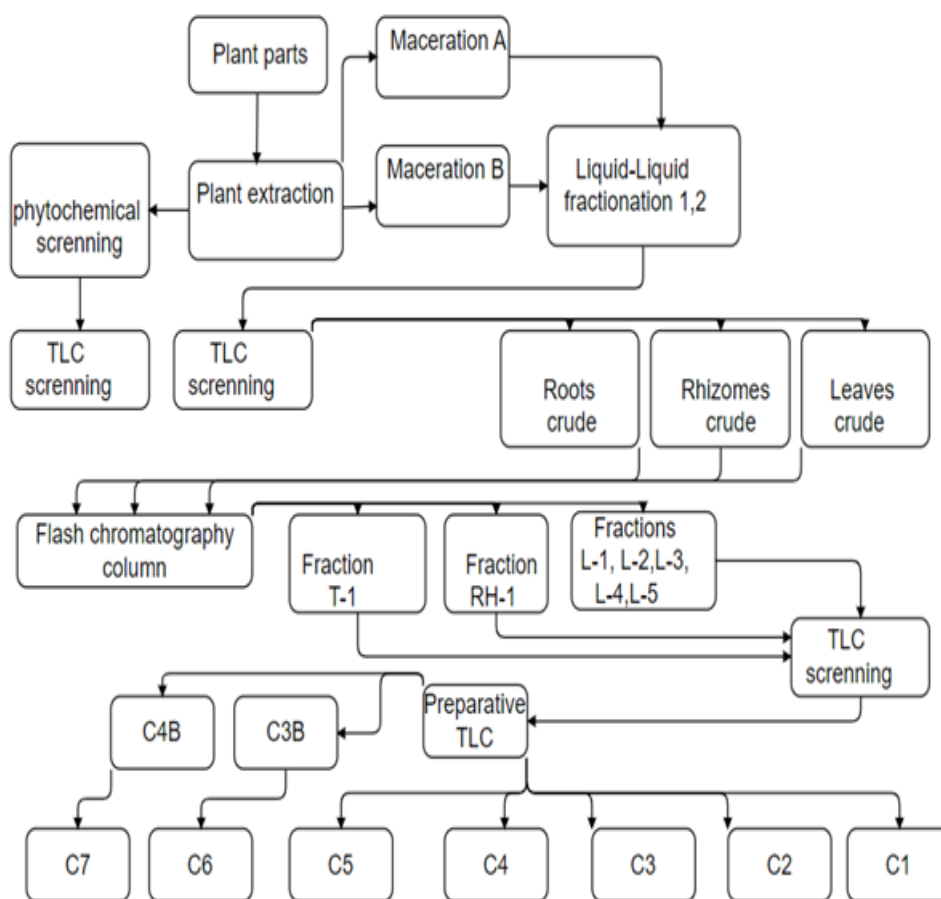 Plant parts
Maceration A
Plant extraction
Maceration B
Liquid-Liquid
fractionation 1,2
phytochemical
screnning
TLC
screnning
TLC
screnning
Roots
crude
Rhizomes
crude
Leaves
crude
Flash chromatography
column
Fraction
T-1
Fraction
RH-1
Fractions
L-1, L-2,L-3,
L-4,L-5
TLC
screnning
Preparative
TLC
C4B
C3B
C7
C6
C5
C4
C3
C2
C1